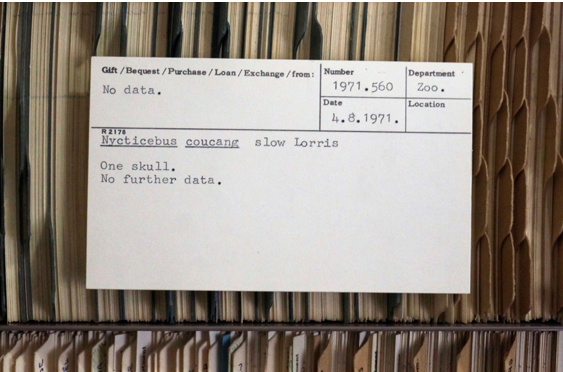 Gift/Bequest/Purchase/Loan/Exchange/from:
No data.
Number
1971.560
Department
Zoo.
Date
4.8.1971.
Location
R 2178
Nycticebus coucang slow Lorris
One skull.
No further data.